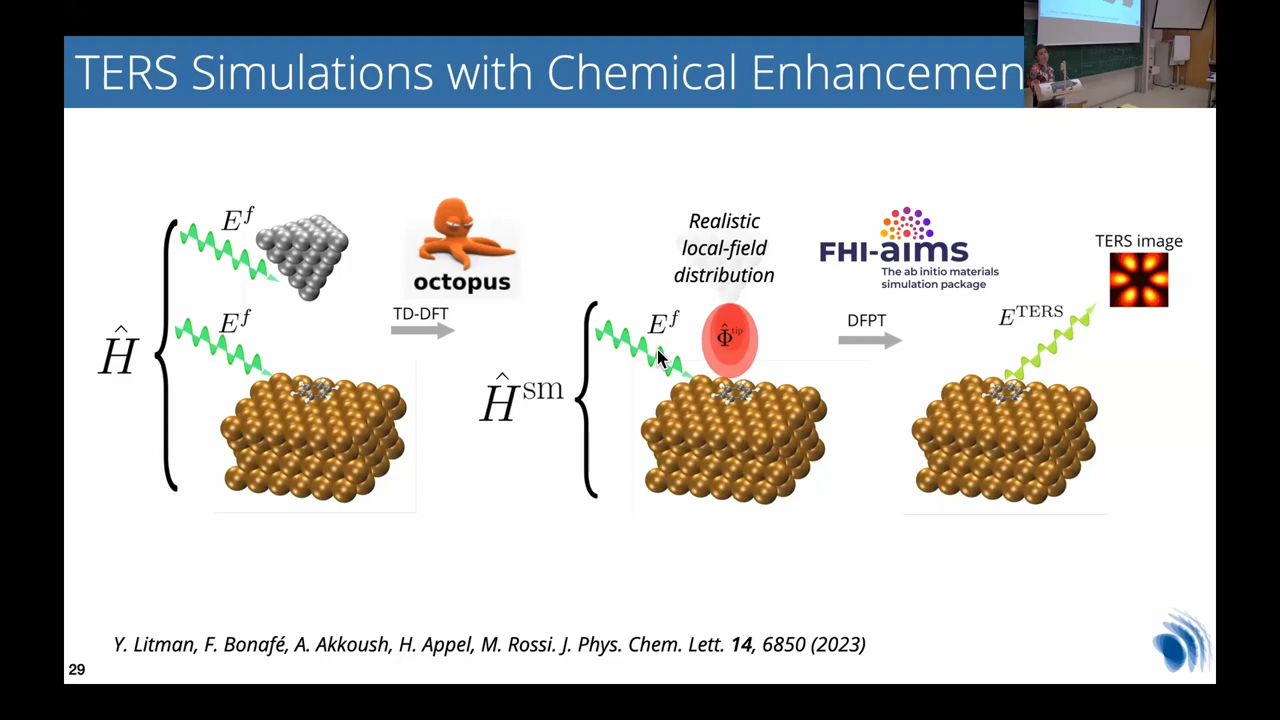 TERS Simulations with Chemical Enhancemen
E^f
Realistic
local-field
distribution
octopus
FHI-aims
The ab initio materials
simulation package
TERS image
E^f
TD-DFT
E^f
Φ̂^tip
DFPT
E^TERS
Ĥ
Ĥ^sm
Y. Litman, F. Bonafé, A. Akkoush, H. Appel, M. Rossi. J. Phys. Chem. Lett. 14, 6850 (2023)
29